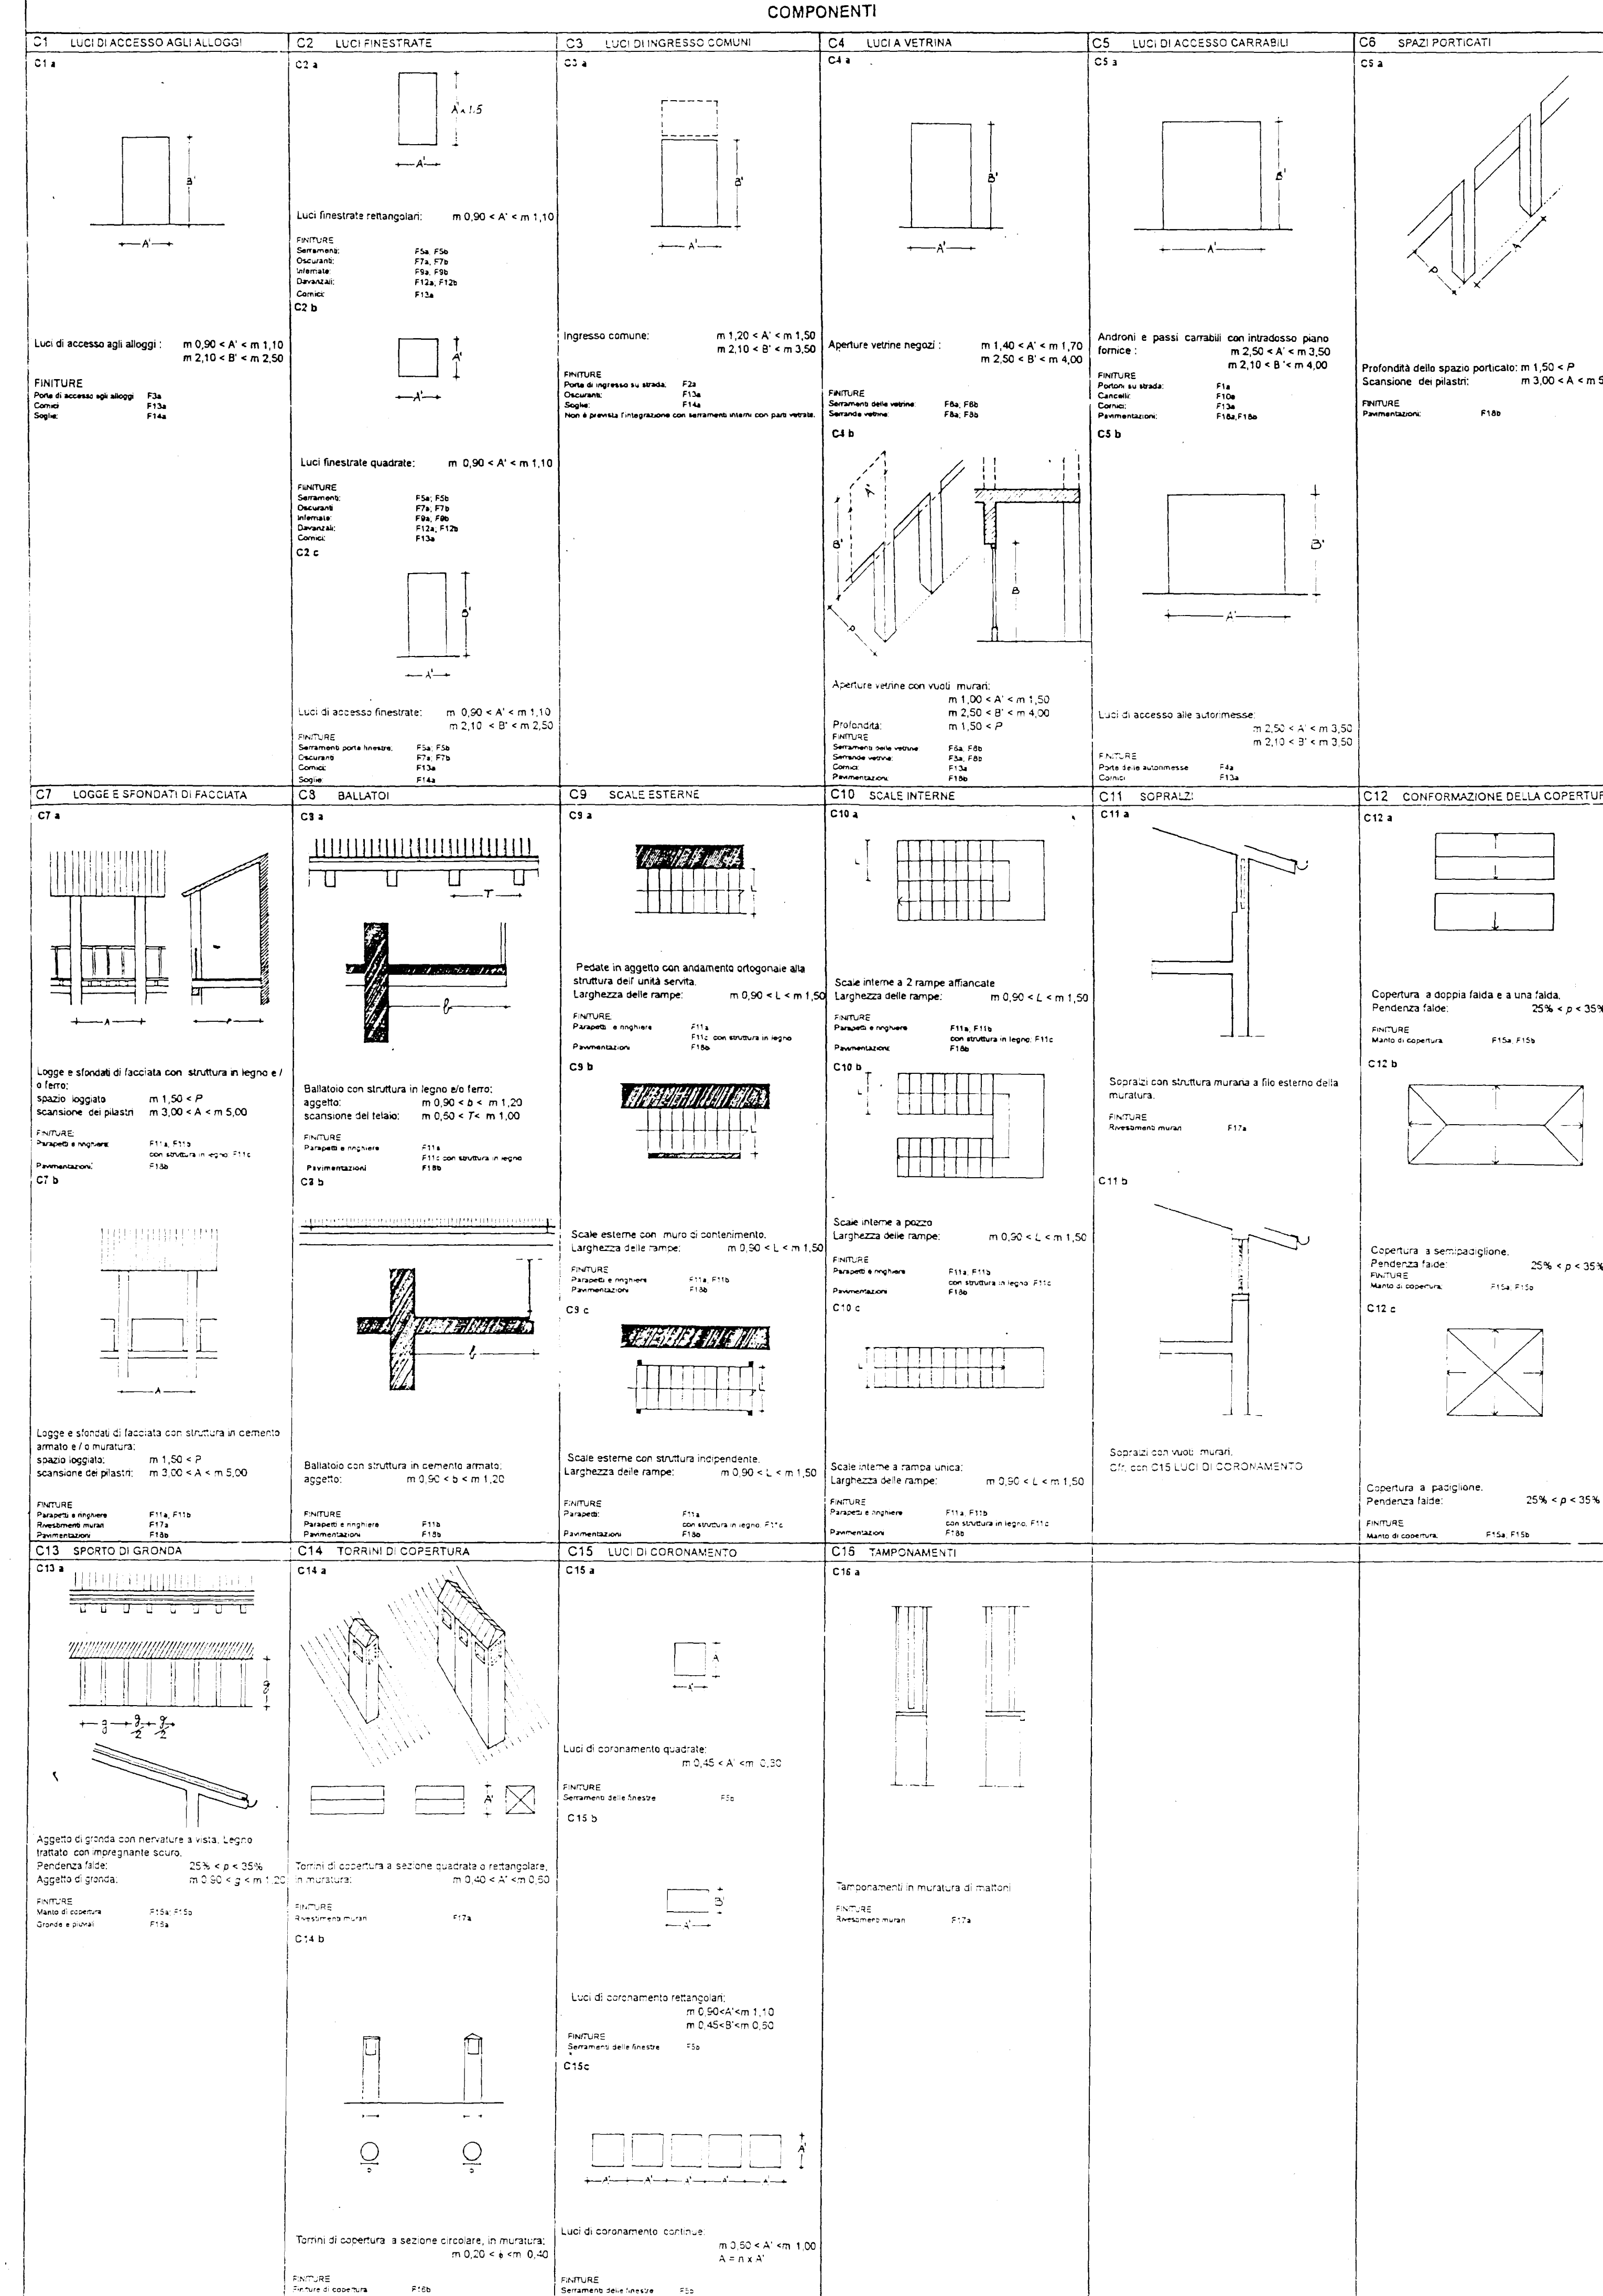 COMPONENTI
C1 LUCI DI ACCESSO AGLI ALLOGGI
C1 a
B'
A'
Luci di accesso agli alloggi : m 0,90 < A' < m 1,10
m 2,10 < B' < m 2,50
FINITURE
Porte di accesso agli alloggi F3a
Cornici F13a
Soglie: F14a
C2 LUCI FINESTRATE
C2 a
A' x 1.5
A'
Luci finestrate rettangolari: m 0,90 < A' < m 1,10
FINITURE
Serramenti: F5a, F5b
Oscuranti: F7a, F7b
Inferriate: F9a, F9b
Davanzali: F12a, F12b
Cornici: F13a
C2 b
A'
A'
Luci finestrate quadrate: m 0,90 < A' < m 1,10
FINITURE
Serramenti: F5a; F5b
Oscuranti F7a; F7b
Inferriate: F9a; F9b
Davanzali: F12a; F12b
Cornici: F13a
C2 c
B'
A'
Luci di accesso finestrate: m 0,90 < A' < m 1,10
m 2,10 < B' < m 2,50
FINITURE
Serramenti porte finestre: F5a; F5b
Oscuranti F7a; F7b
Cornici: F13a
Soglie: F14a
C3 LUCI DI INGRESSO COMUNI
C3 a
B'
A'
Ingresso comune: m 1,20 < A' < m 1,50
m 2,10 < B' < m 3,50
FINITURE
Porte di ingresso su strada: F2a
Oscuranti: F13a
Soglie: F14a
Non è prevista l'integrazione con serramenti interni con parti vetrate.
C4 LUCI A VETRINA
C4 a
B'
A'
Aperture vetrine negozi : m 1,40 < A' < m 1,70
m 2,50 < B' < m 4,00
FINITURE
Serramenti delle vetrine: F6a; F6b
Serrande vetrine: F8a; F8b
C4 b
A'
B'
P
B
Aperture vetrine con vuoti murari:
m 1,00 < A' < m 1,50
m 2,50 < B' < m 4,00
Profondità: m 1,50 < P
FINITURE
Serramenti delle vetrine: F6a, F6b
Serrande vetrine: F8a, F8b
Cornici: F13a
Pavimentazioni: F18b
C5 LUCI DI ACCESSO CARRABILI
C5 a
B'
A'
Androni e passi carrabili con intradosso piano
fornice : m 2,50 < A' < m 3,50
m 2,10 < B '< m 4,00
FINITURE
Portoni su strada: F1a
Cancelli: F10a
Cornici: F13a
Pavimentazioni: F18a,F18b
C5 b
B'
A'
Luci di accesso alle autorimesse:
m 2,50 < A' < m 3,50
m 2,10 < B' < m 3,50
FINITURE
Porte delle autorimesse F4a
Cornici F13a
C6 SPAZI PORTICATI
C6 a
P
A
Profondità dello spazio porticato: m 1,50 < P
Scansione dei pilastri: m 3,00 < A < m 5
FINITURE
Pavimentazioni: F18b
C7 LOGGE E SFONDATI DI FACCIATA
C7 a
A
P
Logge e sfondati di facciata con struttura in legno e /
o ferro:
spazio loggiato m 1,50 < P
scansione dei pilastri m 3,00 < A < m 5,00
FINITURE:
Parapetti e ringhiere: F11a, F11b
con struttura in legno: F11c
Pavimentazioni: F18b
C7 b
A
Logge e sfondati di facciata con struttura in cemento
armato e / o muratura:
spazio loggiato: m 1,50 < P
scansione dei pilastri: m 3,00 < A < m 5,00
FINITURE
Parapetti e ringhiere F11a, F11b
Rivestimenti murari F17a
Pavimentazioni F18b
C8 BALLATOI
C8 a
T
b
Ballatoio con struttura in legno e/o ferro:
aggetto: m 0,90 < b < m 1,20
scansione del telaio: m 0,50 < T< m 1,00
FINITURE
Parapetti e ringhiere F11a
F11c con struttura in legno
Pavimentazioni F18b
C8 b
b
Ballatoio con struttura in cemento armato:
aggetto: m 0,90 < b < m 1,20
FINITURE
Parapetti e ringhiere F11a, F11b
Pavimentazioni F18b
C9 SCALE ESTERNE
C9 a
L
Pedate in aggetto con andamento ortogonale alla
struttura dell' unità servita.
Larghezza delle rampe: m 0,90 < L < m 1,50
FINITURE:
Parapetti e ringhiere F11a
F11c con struttura in legno
Pavimentazioni F18b
C9 b
L
Scale esterne con muro di contenimento.
Larghezza delle rampe: m 0,90 < L < m 1,50
FINITURE
Parapetti e ringhiere F11a, F11b
Pavimentazioni F18b
C9 c
L
Scale esterne con struttura indipendente.
Larghezza delle rampe: m 0,90 < L < m 1,50
FINITURE
Parapetti: F11a
con struttura in legno, F11c
Pavimentazioni F18b
C10 SCALE INTERNE
C10 a
L
Scale interne a 2 rampe affiancate
Larghezza delle rampe: m 0,90 < L < m 1,50
FINITURE:
Parapetti e ringhiere F11a, F11b
con struttura in legno: F11c
Pavimentazioni: F18b
C10 b
L
Scale interne a pozzo
Larghezza delle rampe: m 0,90 < L < m 1,50
FINITURE:
Parapetti e ringhiere F11a, F11b
con struttura in legno: F11c
Pavimentazioni F18b
C10 c
L
Scale interne a rampa unica:
Larghezza delle rampe: m 0,90 < L < m 1,50
FINITURE
Parapetti e ringhiere F11a, F11b
con struttura in legno, F11c
Pavimentazioni F18b
C11 SOPRALZI
C11 a
Sopralzi con struttura muraria a filo esterno della
muratura.
FINITURE
Rivestimenti murari F17a
C11 b
Sopralzi con vuoti murari.
Cfr. con C15 LUCI DI CORONAMENTO
C12 CONFORMAZIONE DELLA COPERTUR
C12 a
Copertura a doppia falda e a una falda.
Pendenza falde: 25% < p < 35%
FINITURE
Manto di copertura F15a, F15b
C12 b
Copertura a semipadiglione.
Pendenza falde: 25% < p < 35%
FINITURE
Manto di copertura: F15a, F15b
C12 c
Copertura a padiglione.
Pendenza falde: 25% < p < 35%
FINITURE
Manto di copertura: F15a, F15b
C13 SPORTO DI GRONDA
C13 a
g
Aggetto di gronda con nervature a vista. Legno
trattato con impregnante scuro.
Pendenza falde: 25% < p < 35%
Aggetto di gronda: m 0,90 < g < m 1,20
FINITURE
Manto di copertura F15a; F15b
Gronde e pluviali F16a
C14 TORRINI DI COPERTURA
C14 a
A'
Torrini di copertura a sezione quadrata o rettangolare,
in muratura: m 0,40 < A' <m 0,60
FINITURE
Rivestimenti murari F17a
C14 b
Torrini di copertura a sezione circolare, in muratura;
m 0,20 < <m 0,40
FINITURE
Finiture di copertura F16b
C15 LUCI DI CORONAMENTO
C15 a
A
A'
Luci di coronamento quadrate:
m 0,45 < A' <m
FINITURE
Serramenti delle finestre F5b
C15 b
B'
A'
Luci di coronamento rettangolari:
m 0,90<A'<m 1,10
m 0,45<B'<m 0,60
FINITURE
Serramenti delle finestre F5b
C15c
A'
A' A' A' A' A'
Luci di coronamento continue:
< A' <m 1,00
A = n x A'
FINITURE
Serramenti delle finestre F5b
C16 TAMPONAMENTI
C16 a
Tamponamenti in muratura di mattoni
FINITURE
Rivestimenti murari F17a